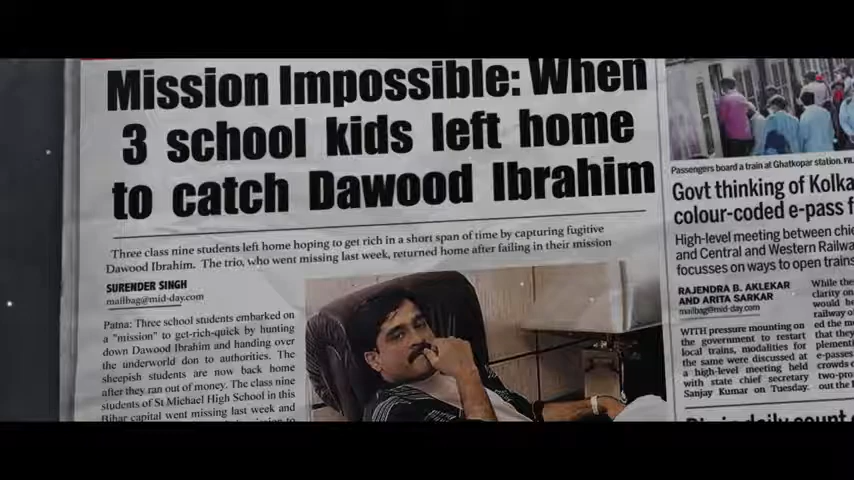 Mission Impossible: When
3 school kids left home
to catch Dawood Ibrahim
Three class nine students left home hoping to get rich in a short span of time by capturing fugitive
Dawood Ibrahim. The trio, who went missing last week, returned home after failing in their mission
SURENDER SINGH
mailbag@mid-day.com
Patna: Three school students embarked on
a "mission" to get-rich-quick by hunting
down Dawood Ibrahim and handing over
the underworld don to authorities. The
sheepish students are now back home
after they ran out of money. The class nine
students of St Michael High School in this
Bihar capital went missing last week and
Passengers board a train at Ghatkopar station.
Govt thinking of Kolka
colour-coded e-pass f
High-level meeting between chie
and Central and Western Railwa
focusses on ways to open trains
RAJENDRA B. AKLEKAR
AND ARITA SARKAR
mailbag@mid-day.com
WITH pressure mounting on
the government to restart
local trains, modalities for
the same were discussed at
a high-level meeting held
with state chief secretary
Sanjay Kumar on Tuesday.
While the
clarity on
would be
railway o
ed the m
that they
plementi
e-passes
crowds
two-pro
out the